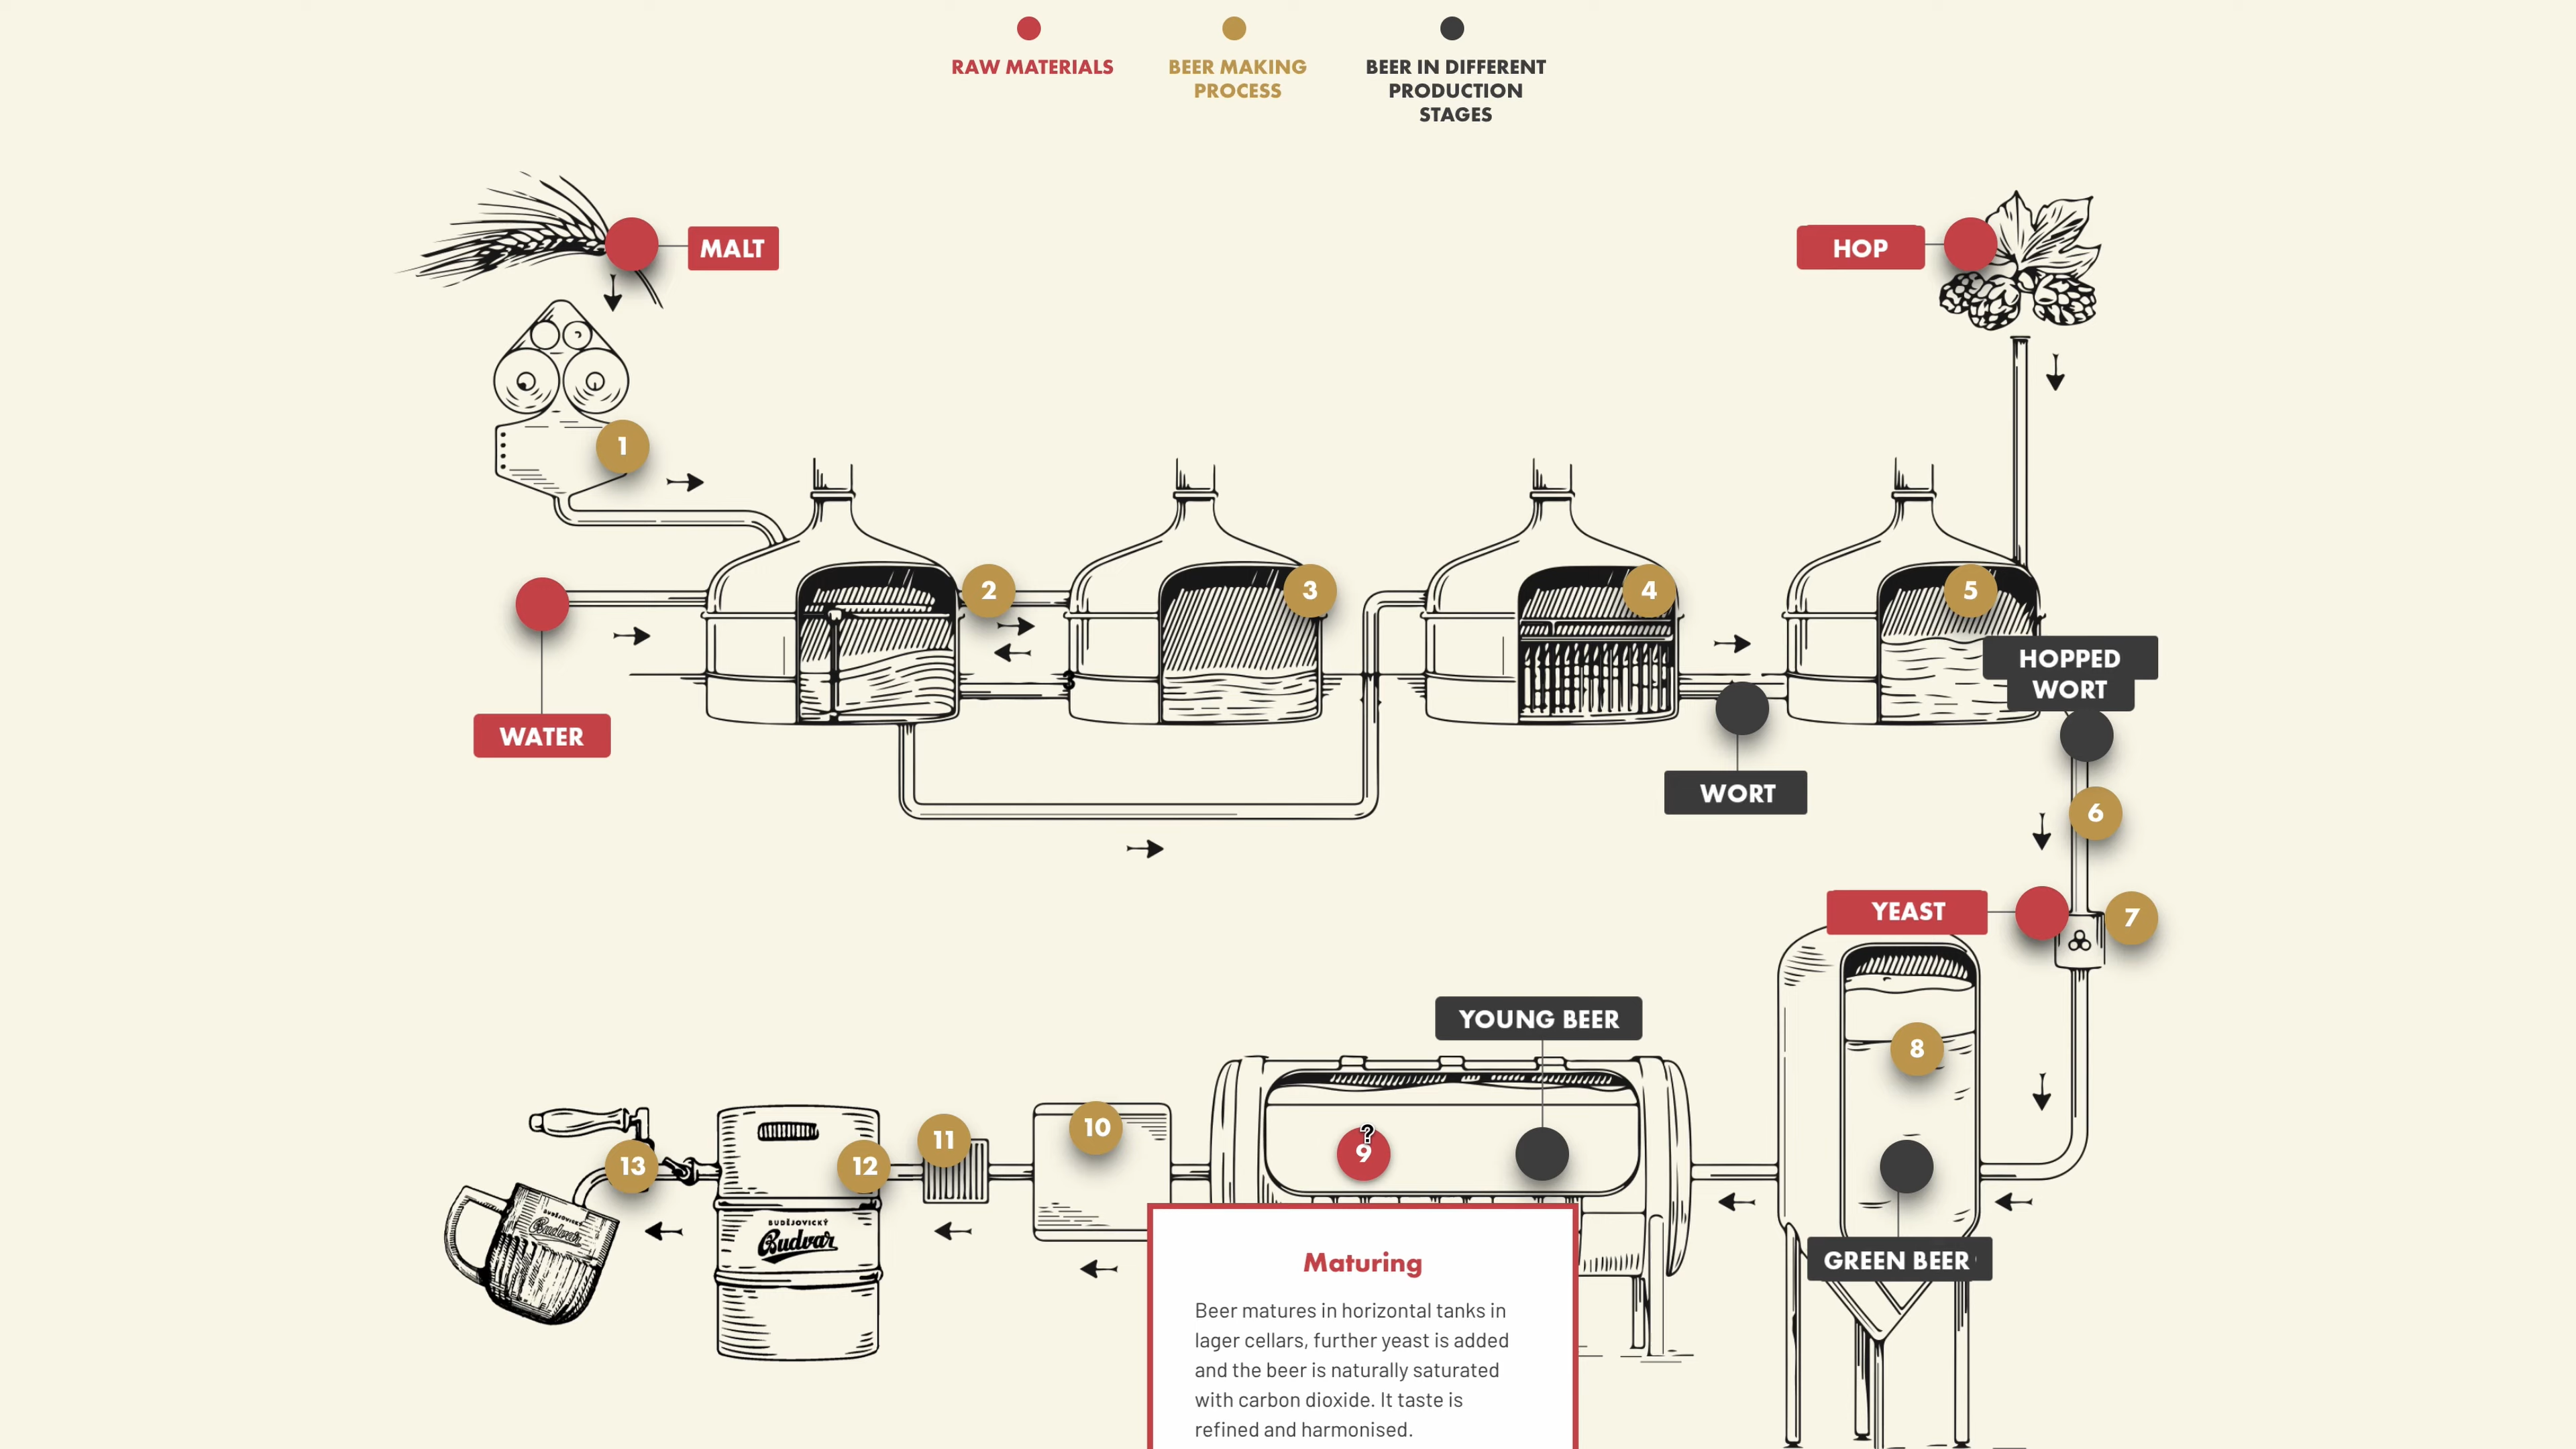 RAW MATERIALS
BEER MAKING
PROCESS
BEER IN DIFFERENT
PRODUCTION
STAGES
MALT
HOP
1
2
3
4
5
HOPPED
WORT
3
WATER
WORT
6
YEAST
7
YOUNG BEER
8
10
11
?
9
12
13
BUDĚJOVICKÝ
Budvar
BUDĚJOVICKÝ
Budvar
GREEN BEER
Maturing
Beer matures in horizontal tanks in
lager cellars, further yeast is added
and the beer is naturally saturated
with carbon dioxide. It taste is
refined and harmonised.